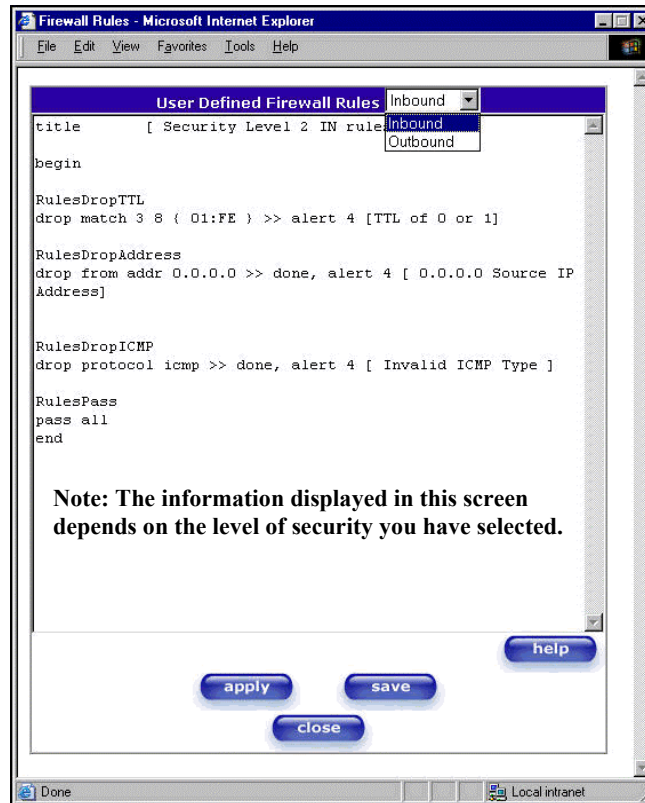 Firewall Rules - Microsoft Internet Explorer
File Edit View Favorites Tools Help
User Defined Firewall Rules Inbound
Inbound
Outbound
title [ Security Level 2 IN rule
begin
RulesDropTTL
drop match 3 8 { 01:FE } >> alert 4 [TTL of 0 or 1]
RulesDropAddress
drop from addr 0.0.0.0 >> done, alert 4 [ 0.0.0.0 Source IP
Address]
RulesDropICMP
drop protocol icmp >> done, alert 4 [ Invalid ICMP Type ]
RulesPass
pass all
end
Note: The information displayed in this screen
depends on the level of security you have selected.
help
apply save
close
Done Local intranet